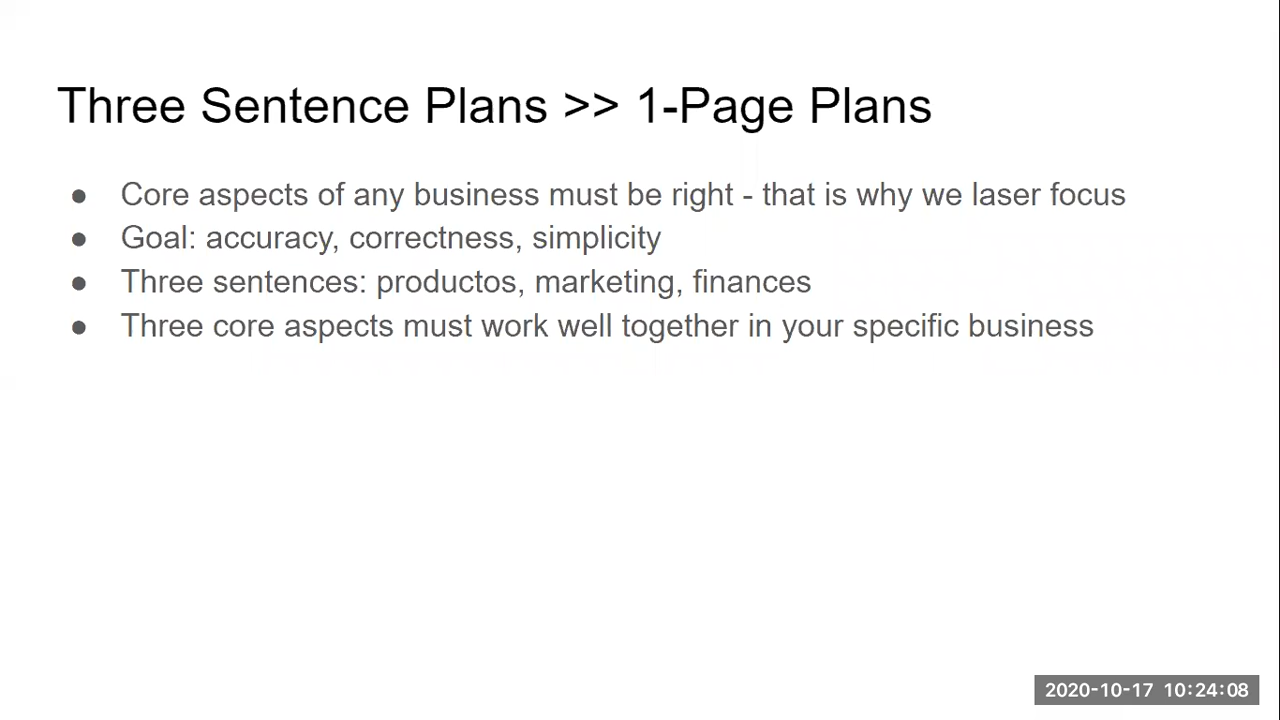 Three Sentence Plans >> 1-Page Plans
● Core aspects of any business must be right - that is why we laser focus
● Goal: accuracy, correctness, simplicity
● Three sentences: productos, marketing, finances
● Three core aspects must work well together in your specific business
2020-10-17 10:24:08